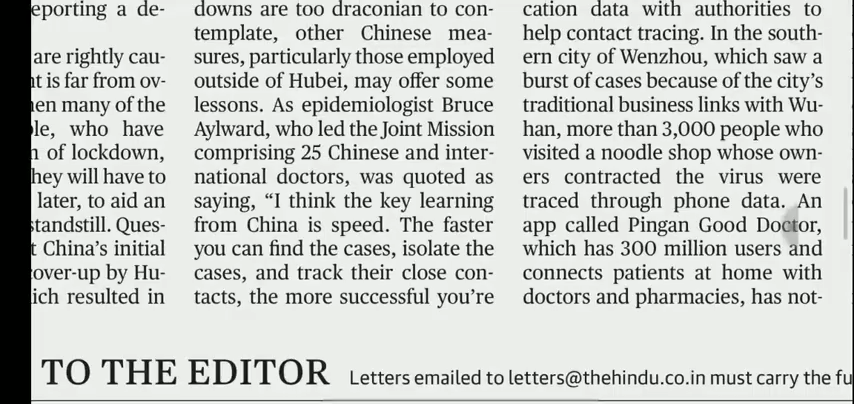 eporting a de-
are rightly cau-
t is far from ov-
en many of the
le, who have
of lockdown,
hey will have to
later, to aid an
standstill. Ques-
t China's initial
over-up by Hu-
ich resulted in
downs are too draconian to con-
template, other Chinese mea-
sures, particularly those employed
outside of Hubei, may offer some
lessons. As epidemiologist Bruce
Aylward, who led the Joint Mission
comprising 25 Chinese and inter-
national doctors, was quoted as
saying, “I think the key learning
from China is speed. The faster
you can find the cases, isolate the
cases, and track their close con-
tacts, the more successful you’re
cation data with authorities to
help contact tracing. In the south-
ern city of Wenzhou, which saw a
burst of cases because of the city’s
traditional business links with Wu-
han, more than 3,000 people who
visited a noodle shop whose own-
ers contracted the virus were
traced through phone data. An
app called Pingan Good Doctor,
which has 300 million users and
connects patients at home with
doctors and pharmacies, has not-
TO THE EDITOR Letters emailed to letters@thehindu.co.in must carry the fu